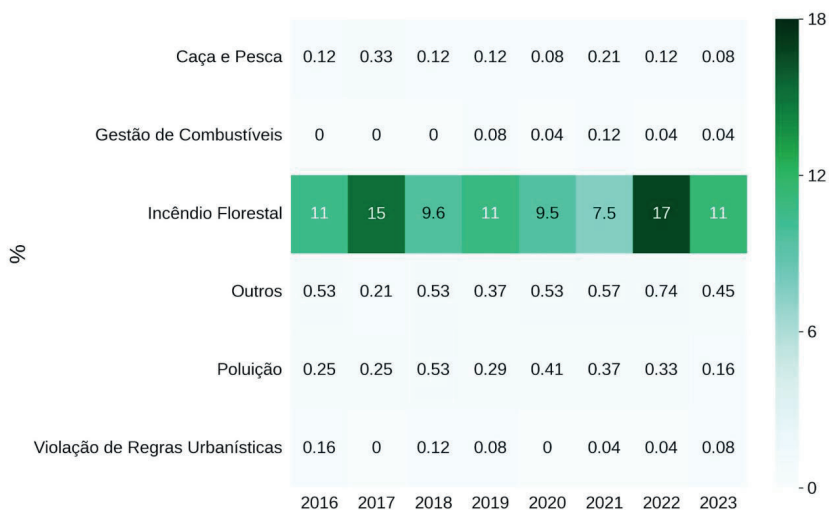 18
Caça e Pesca 0.12 0.33 0.12 0.12 0.08 0.21 0.12 0.08
Gestão de Combustíveis 0 0 0 0.08 0.04 0.12 0.04 0.04
12
Incêndio Florestal 11 15 9.6 11 9.5 7.5 17 11
%
Outros 0.53 0.21 0.53 0.37 0.53 0.57 0.74 0.45
6
Poluição 0.25 0.25 0.53 0.29 0.41 0.37 0.33 0.16
Violação de Regras Urbanísticas 0.16 0 0.12 0.08 0 0.04 0.04 0.08
0
2016 2017 2018 2019 2020 2021 2022 2023